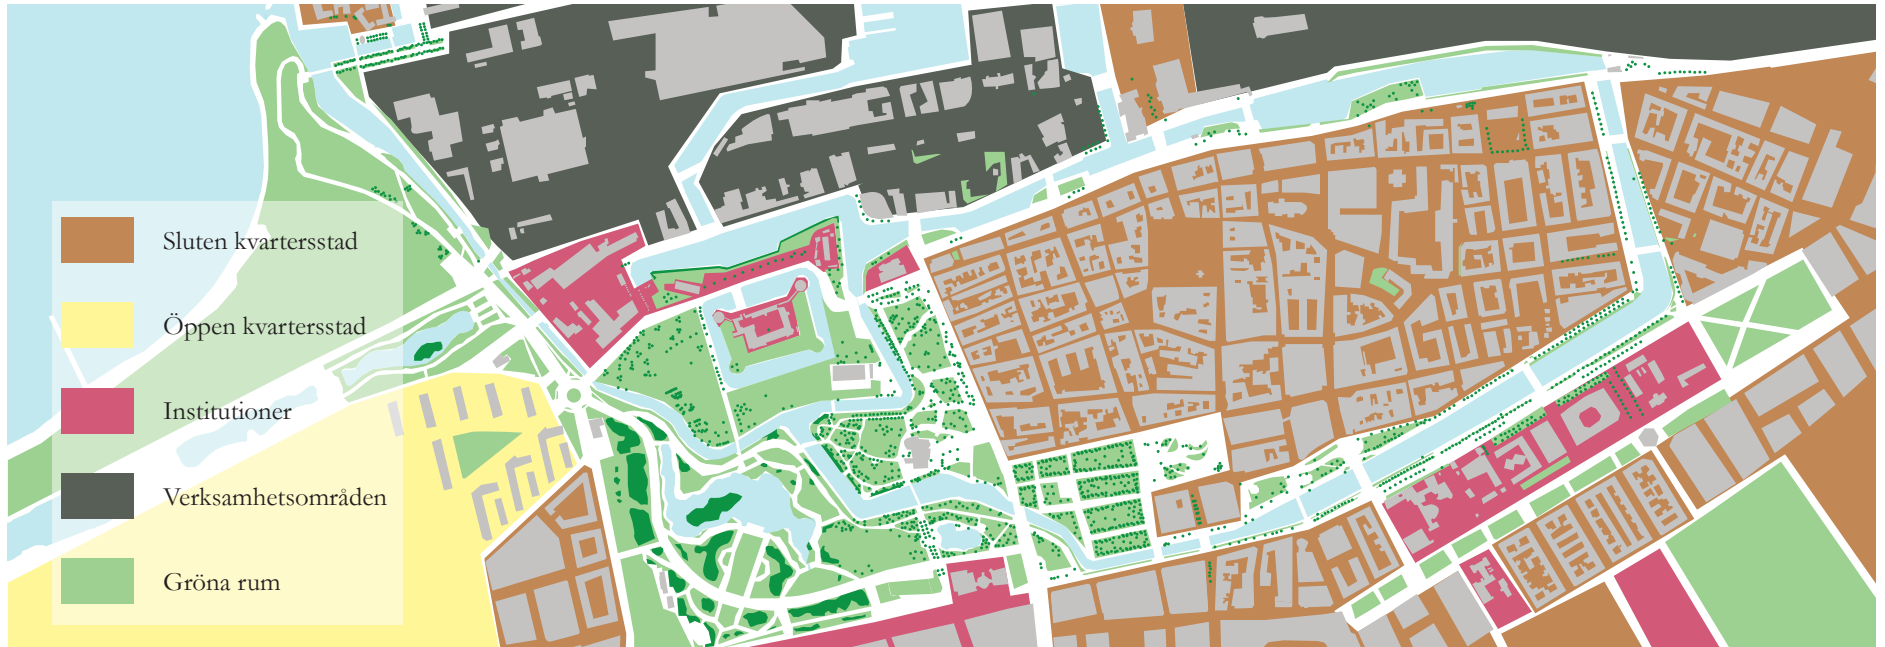 Sluten kvartersstad
Öppen kvartersstad
Institutioner
Verksamhetsområden
Gröna rum